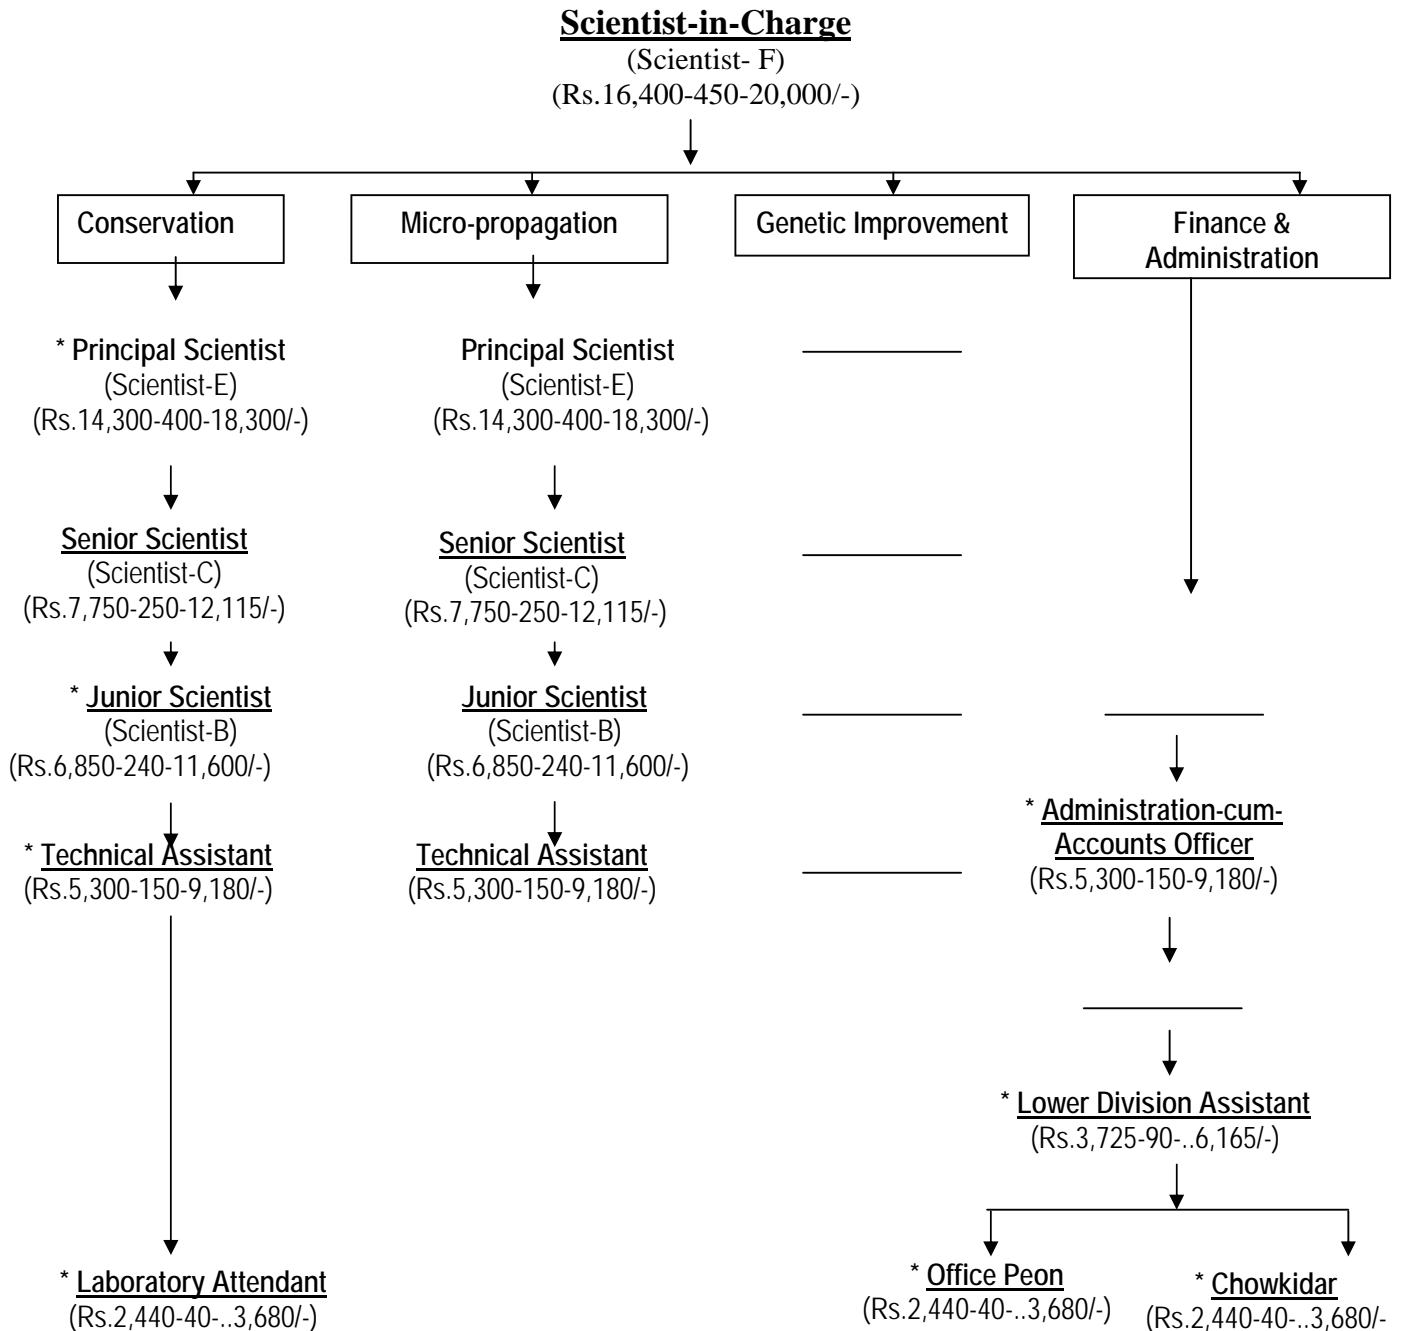 Scientist-in-Charge
(Scientist- F)
(Rs.16,400-450-20,000/-)
Conservation
Micro-propagation
Genetic Improvement
Finance &
Administration
* Principal Scientist
(Scientist-E)
(Rs.14,300-400-18,300/-)
Principal Scientist
(Scientist-E)
(Rs.14,300-400-18,300/-)
Senior Scientist
(Scientist-C)
(Rs.7,750-250-12,115/-)
Senior Scientist
(Scientist-C)
(Rs.7,750-250-12,115/-)
* Junior Scientist
(Scientist-B)
(Rs.6,850-240-11,600/-)
Junior Scientist
(Scientist-B)
(Rs.6,850-240-11,600/-)
* Technical Assistant
(Rs.5,300-150-9,180/-)
Technical Assistant
(Rs.5,300-150-9,180/-)
* Administration-cum-
Accounts Officer
(Rs.5,300-150-9,180/-)
* Lower Division Assistant
(Rs.3,725-90-..6,165/-)
* Laboratory Attendant
(Rs.2,440-40-..3,680/-)
* Office Peon
(Rs.2,440-40-..3,680/-)
* Chowkidar
(Rs.2,440-40-..3,680/-